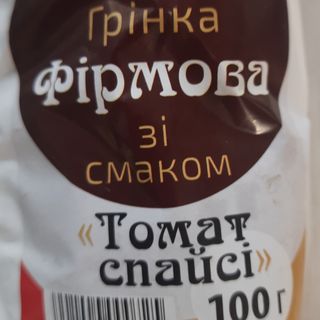 Грінка
Фірмова
зі
смаком
«Томат
спайсі»
100 г